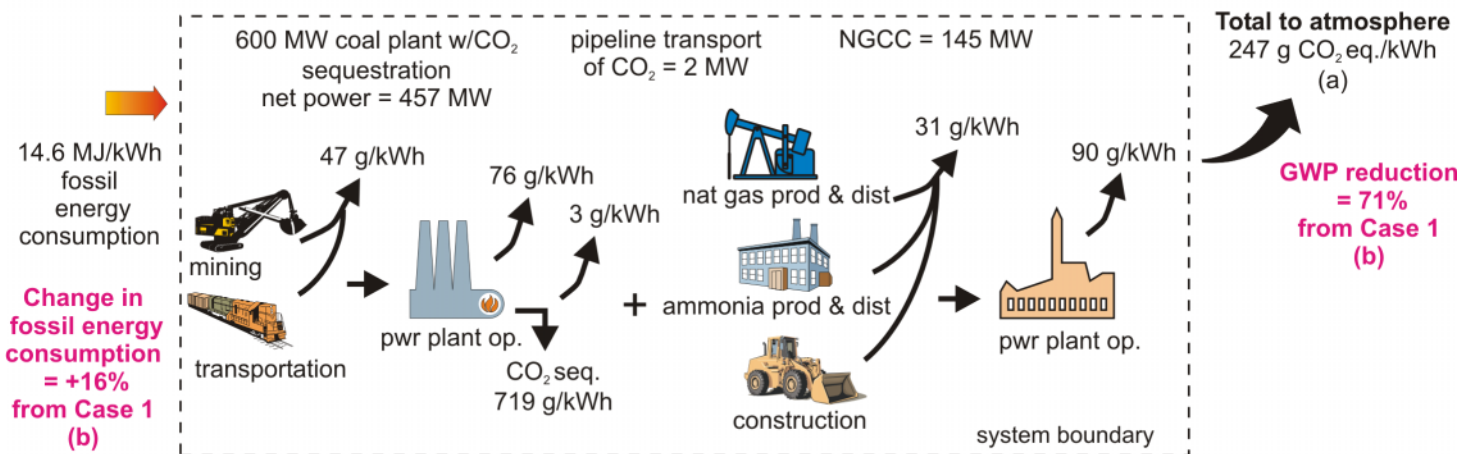 600 MW coal plant w/CO₂
sequestration
net power = 457 MW
pipeline transport
of CO₂ = 2 MW
NGCC = 145 MW
Total to atmosphere
247 g CO₂ eq./kWh
(a)
14.6 MJ/kWh
fossil
energy
consumption
Change in
fossil energy
consumption
= +16%
from Case 1
(b)
47 g/kWh
mining
transportation
76 g/kWh
3 g/kWh
pwr plant op.
CO₂ seq.
719 g/kWh
+
31 g/kWh
nat gas prod & dist
ammonia prod & dist
construction
90 g/kWh
pwr plant op.
system boundary
GWP reduction
= 71%
from Case 1
(b)